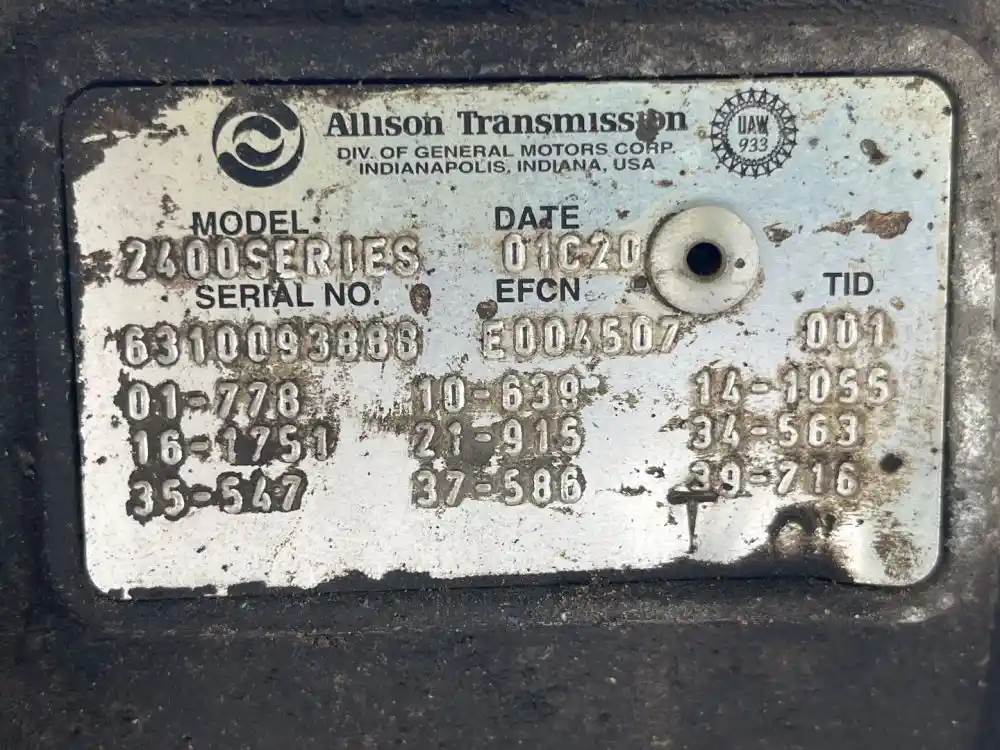 Allison Transmission
DIV. OF GENERAL MOTORS CORP.
INDIANAPOLIS, INDIANA, USA
UAW
933
MODEL DATE
2400SERIES 01C20
SERIAL NO. EFCN TID
6310093888 E004507 001
01-778 10-639 14-1055
16-1751 21-915 34-563
35-547 37-586 39-716
T